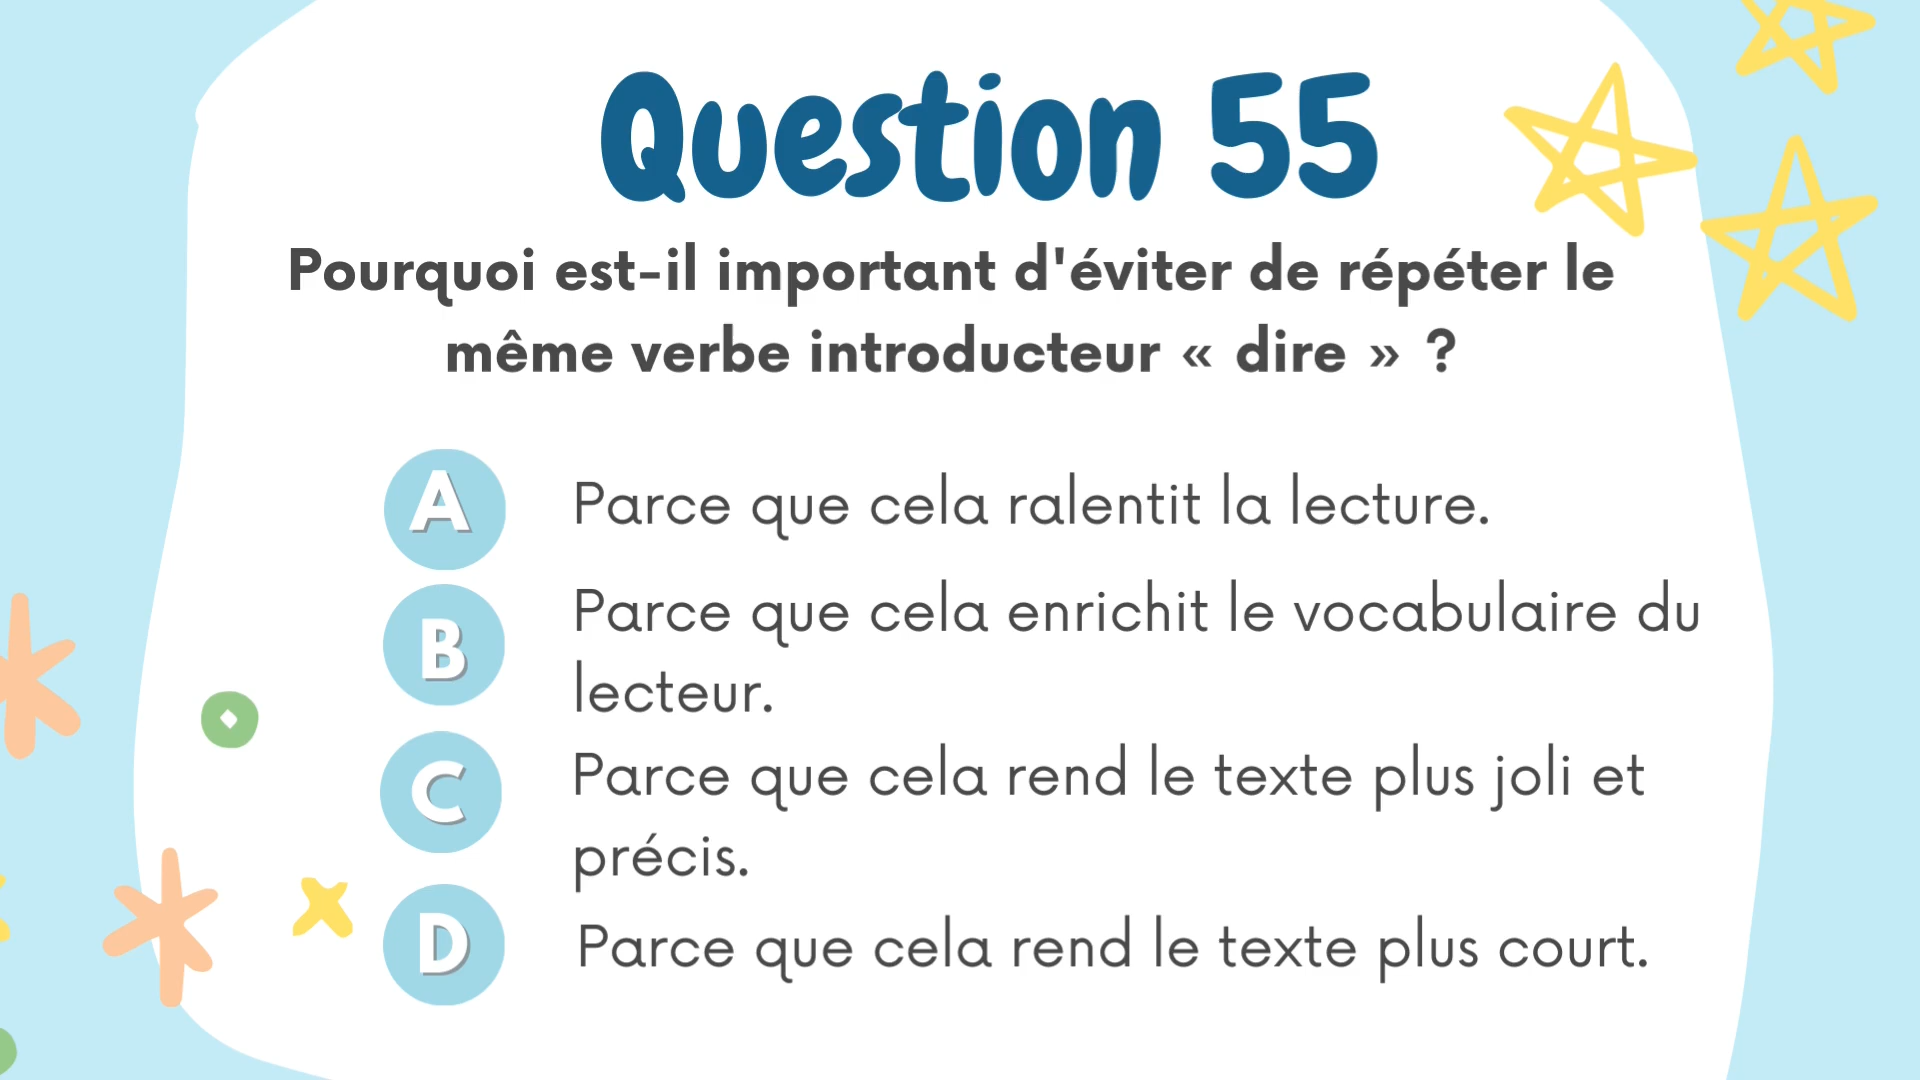 Question 55
Pourquoi est-il important d'éviter de répéter le
même verbe introducteur « dire » ?
A Parce que cela ralentit la lecture.
B Parce que cela enrichit le vocabulaire du
lecteur.
C Parce que cela rend le texte plus joli et
précis.
D Parce que cela rend le texte plus court.